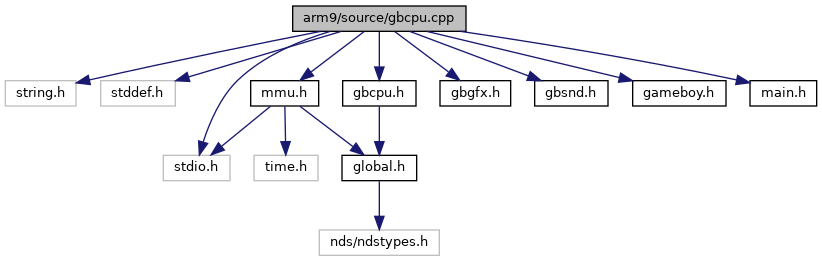 arm9/source/gbcpu.cpp
string.h
stddef.h
mmu.h
gbcpu.h
gbgfx.h
gbsnd.h
gameboy.h
main.h
stdio.h
time.h
global.h
nds/ndstypes.h